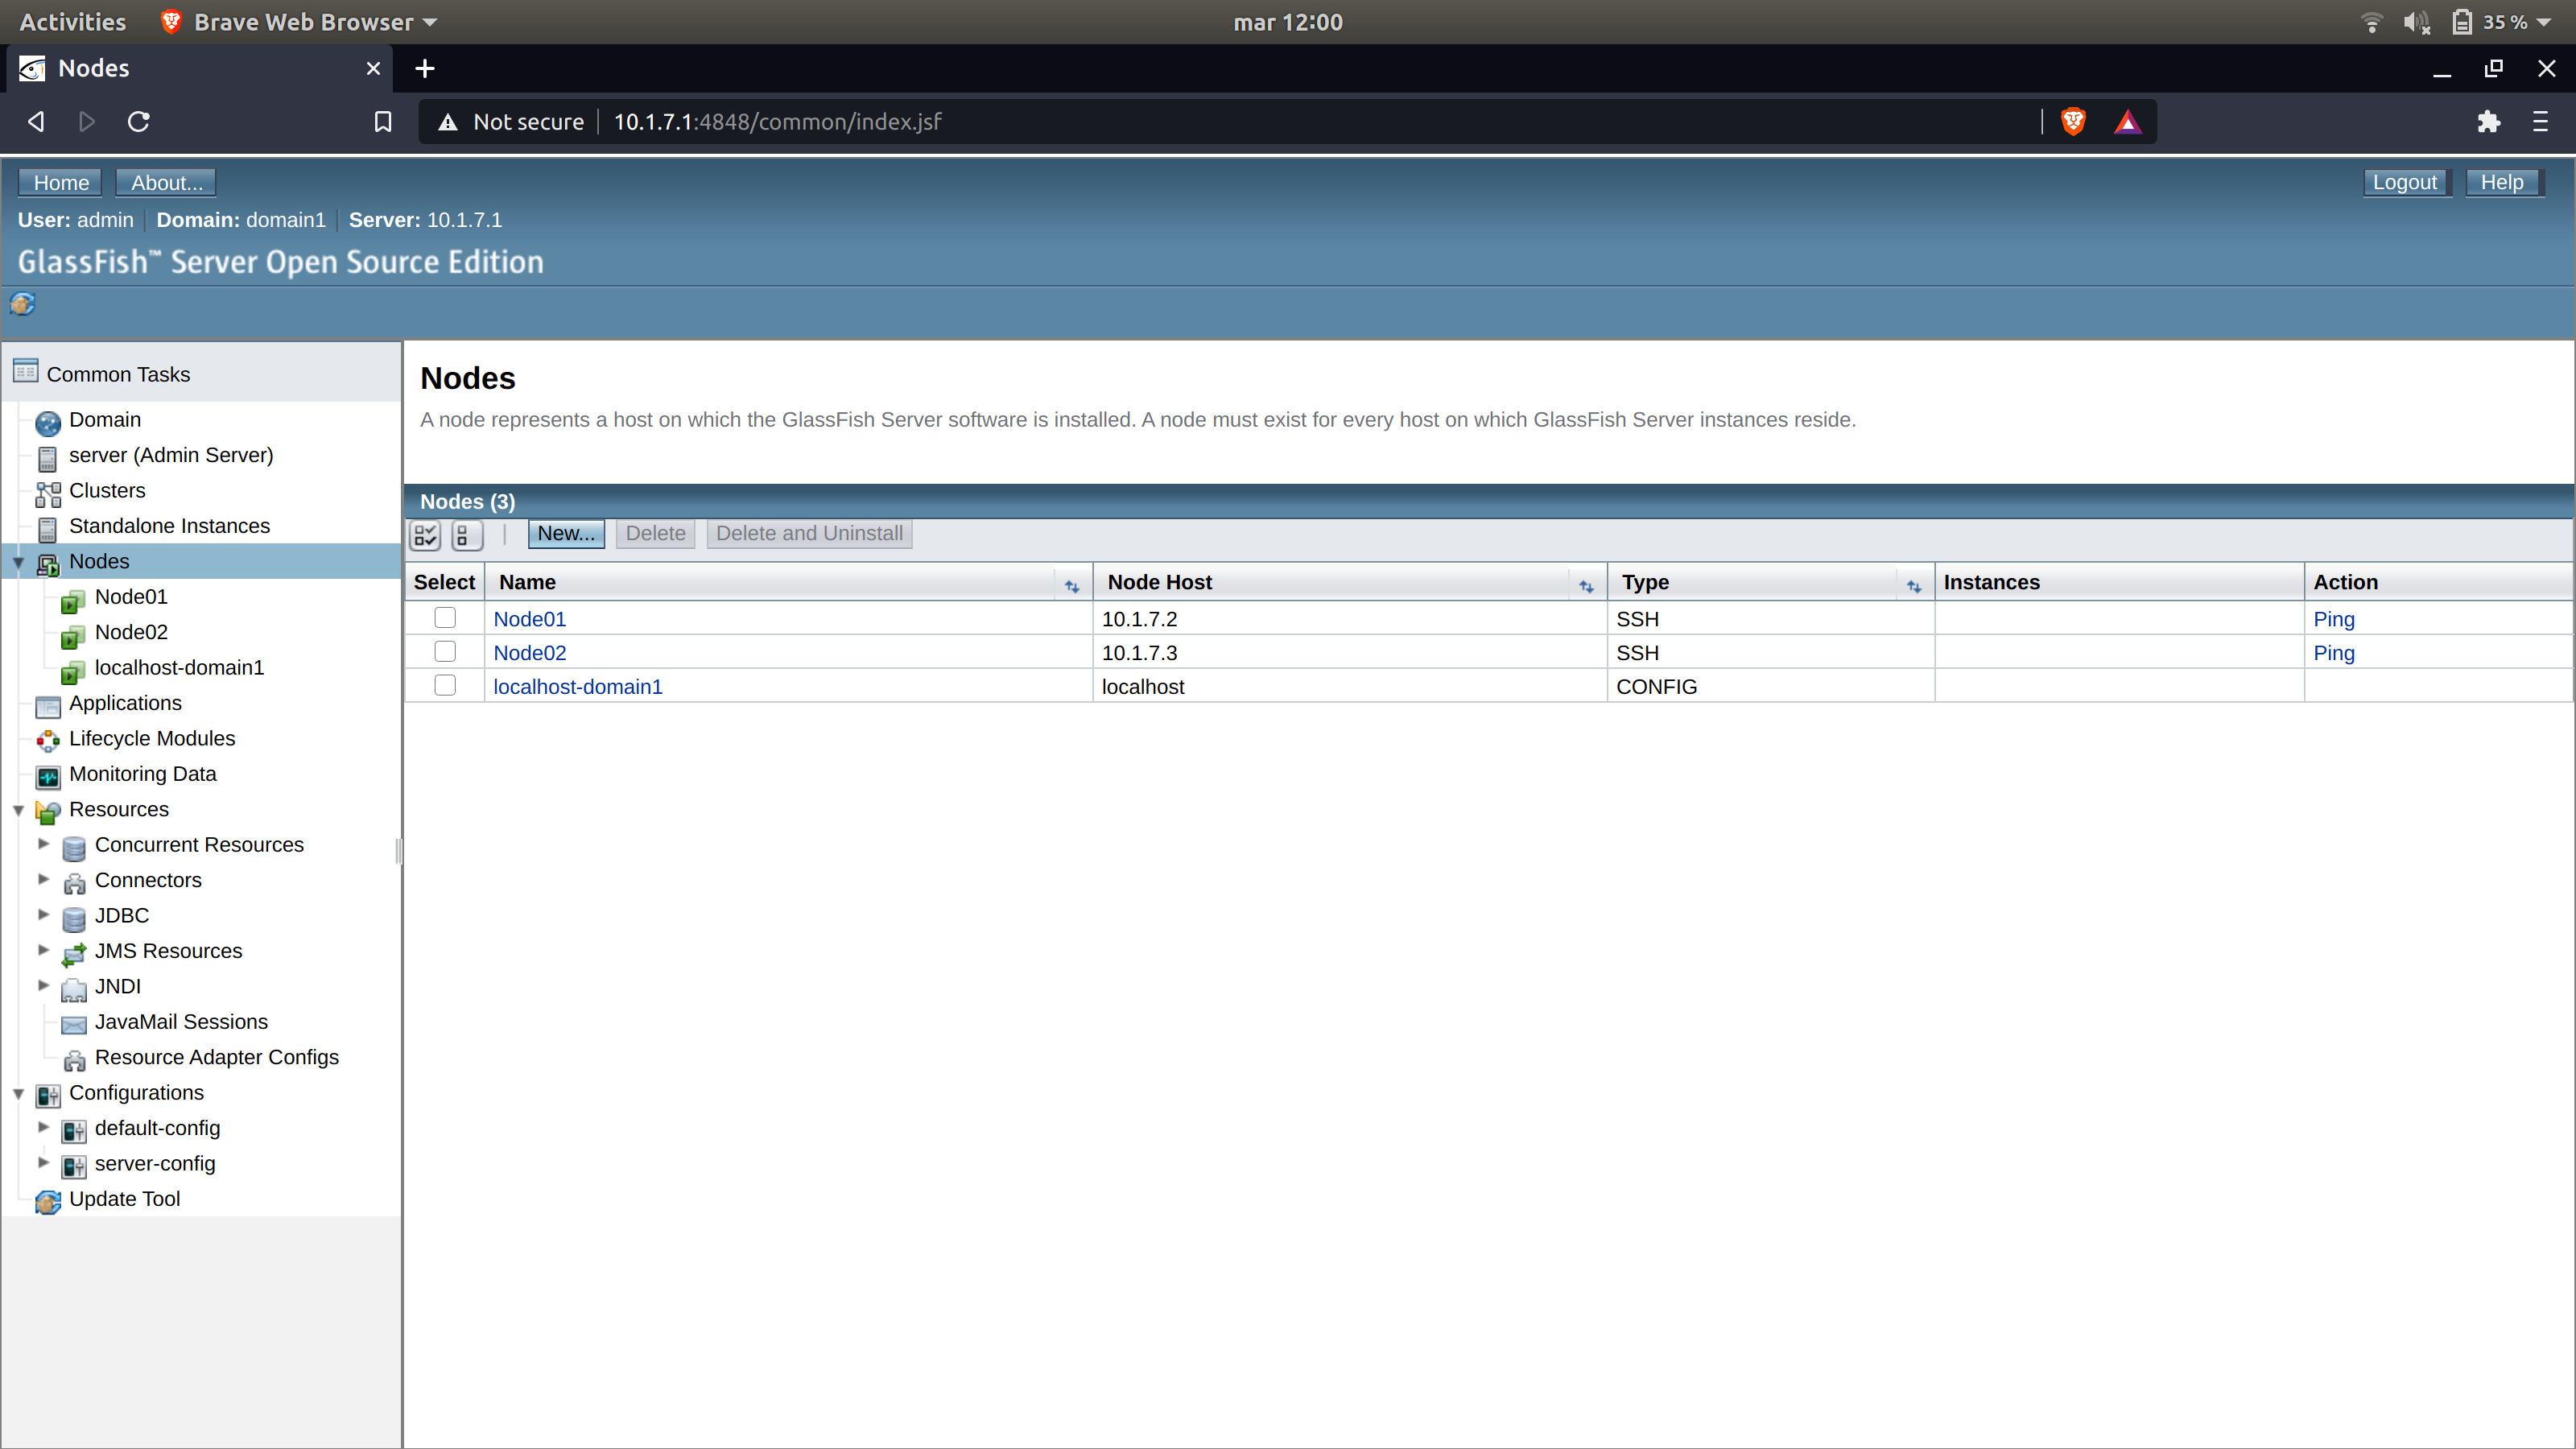 Activities Brave Web Browser mar 12:00 35 %
Nodes
Not secure 10.1.7.1:4848/common/index.jsf
Home About... Logout Help
User: admin Domain: domain1 Server: 10.1.7.1
GlassFish™ Server Open Source Edition
Common Tasks
Domain
server (Admin Server)
Clusters
Standalone Instances
Nodes
Node01
Node02
localhost-domain1
Applications
Lifecycle Modules
Monitoring Data
Resources
Concurrent Resources
Connectors
JDBC
JMS Resources
JNDI
JavaMail Sessions
Resource Adapter Configs
Configurations
default-config
server-config
Update Tool
Nodes
A node represents a host on which the GlassFish Server software is installed. A node must exist for every host on which GlassFish Server instances reside.
Nodes (3)
New... Delete Delete and Uninstall
Select Name Node Host Type Instances Action
Node01 10.1.7.2 SSH Ping
Node02 10.1.7.3 SSH Ping
localhost-domain1 localhost CONFIG